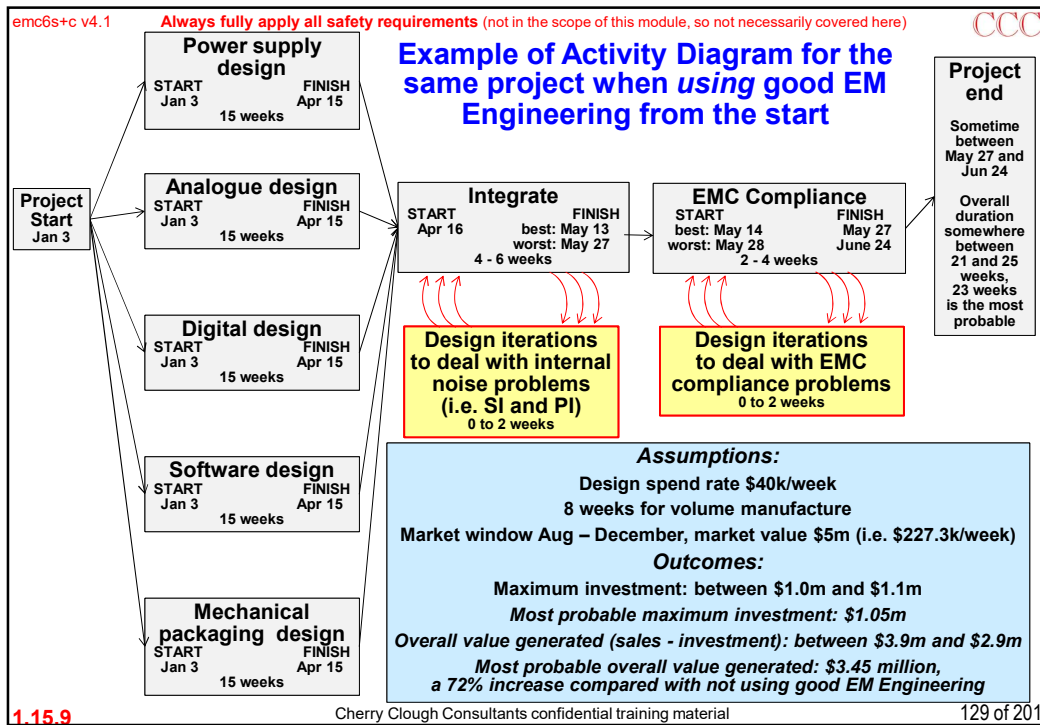 emc6s+c v4.1
Always fully apply all safety requirements (not in the scope of this module, so not necessarily covered here)
CCC
Example of Activity Diagram for the
same project when using good EM
Engineering from the start
Project
Start
Jan 3
Power supply
design
START FINISH
Jan 3 Apr 15
15 weeks
Analogue design
START FINISH
Jan 3 Apr 15
15 weeks
Digital design
START FINISH
Jan 3 Apr 15
15 weeks
Software design
START FINISH
Jan 3 Apr 15
15 weeks
Mechanical
packaging design
START FINISH
Jan 3 Apr 15
15 weeks
Integrate
START FINISH
Apr 16 best: May 13
worst: May 27
4 - 6 weeks
Design iterations
to deal with internal
noise problems
(i.e. SI and PI)
0 to 2 weeks
EMC Compliance
START FINISH
best: May 14 May 27
worst: May 28 June 24
2 - 4 weeks
Design iterations
to deal with EMC
compliance problems
0 to 2 weeks
Project
end
Sometime
between
May 27 and
Jun 24
Overall
duration
somewhere
between
21 and 25
weeks,
23 weeks
is the most
probable
Assumptions:
Design spend rate $40k/week
8 weeks for volume manufacture
Market window Aug – December, market value $5m (i.e. $227.3k/week)
Outcomes:
Maximum investment: between $1.0m and $1.1m
Most probable maximum investment: $1.05m
Overall value generated (sales - investment): between $3.9m and $2.9m
Most probable overall value generated: $3.45 million,
a 72% increase compared with not using good EM Engineering
1.15.9
Cherry Clough Consultants confidential training material
129 of 201